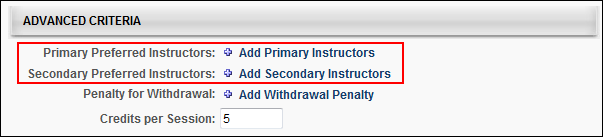 ADVANCED CRITERIA
Primary Preferred Instructors: Add Primary Instructors
Secondary Preferred Instructors: Add Secondary Instructors
Penalty for Withdrawal: Add Withdrawal Penalty
Credits per Session: 5